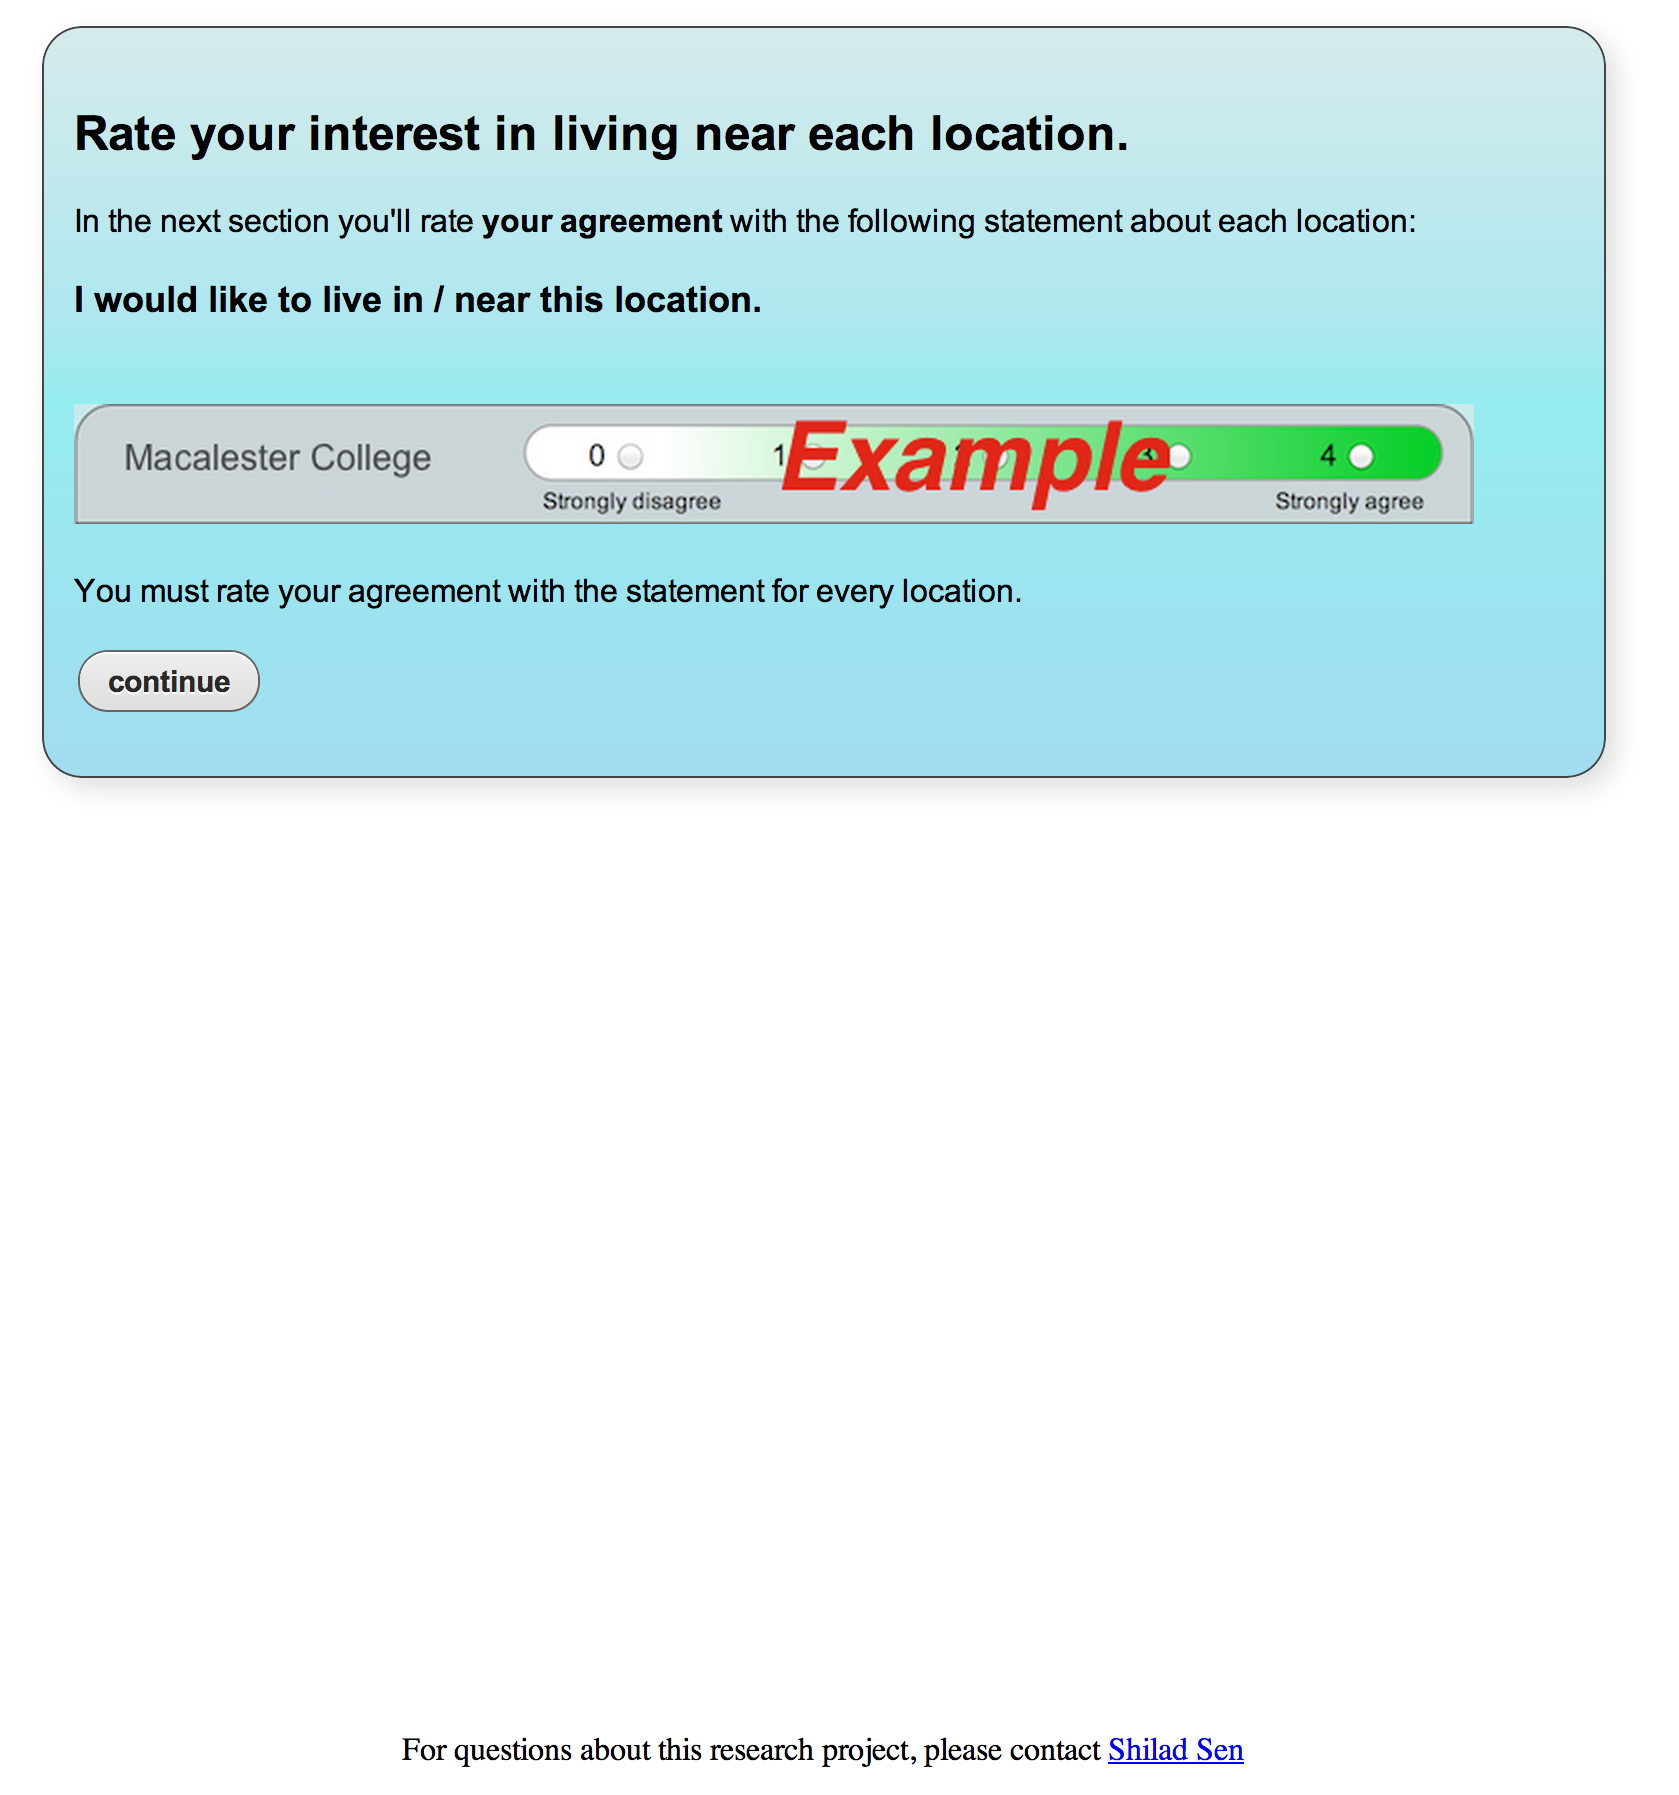 Rate your interest in living near each location.
In the next section you'll rate your agreement with the following statement about each location:
I would like to live in / near this location.
Macalester College 0 1 Example 3 4
Strongly disagree Strongly agree
You must rate your agreement with the statement for every location.
continue
For questions about this research project, please contact Shilad Sen